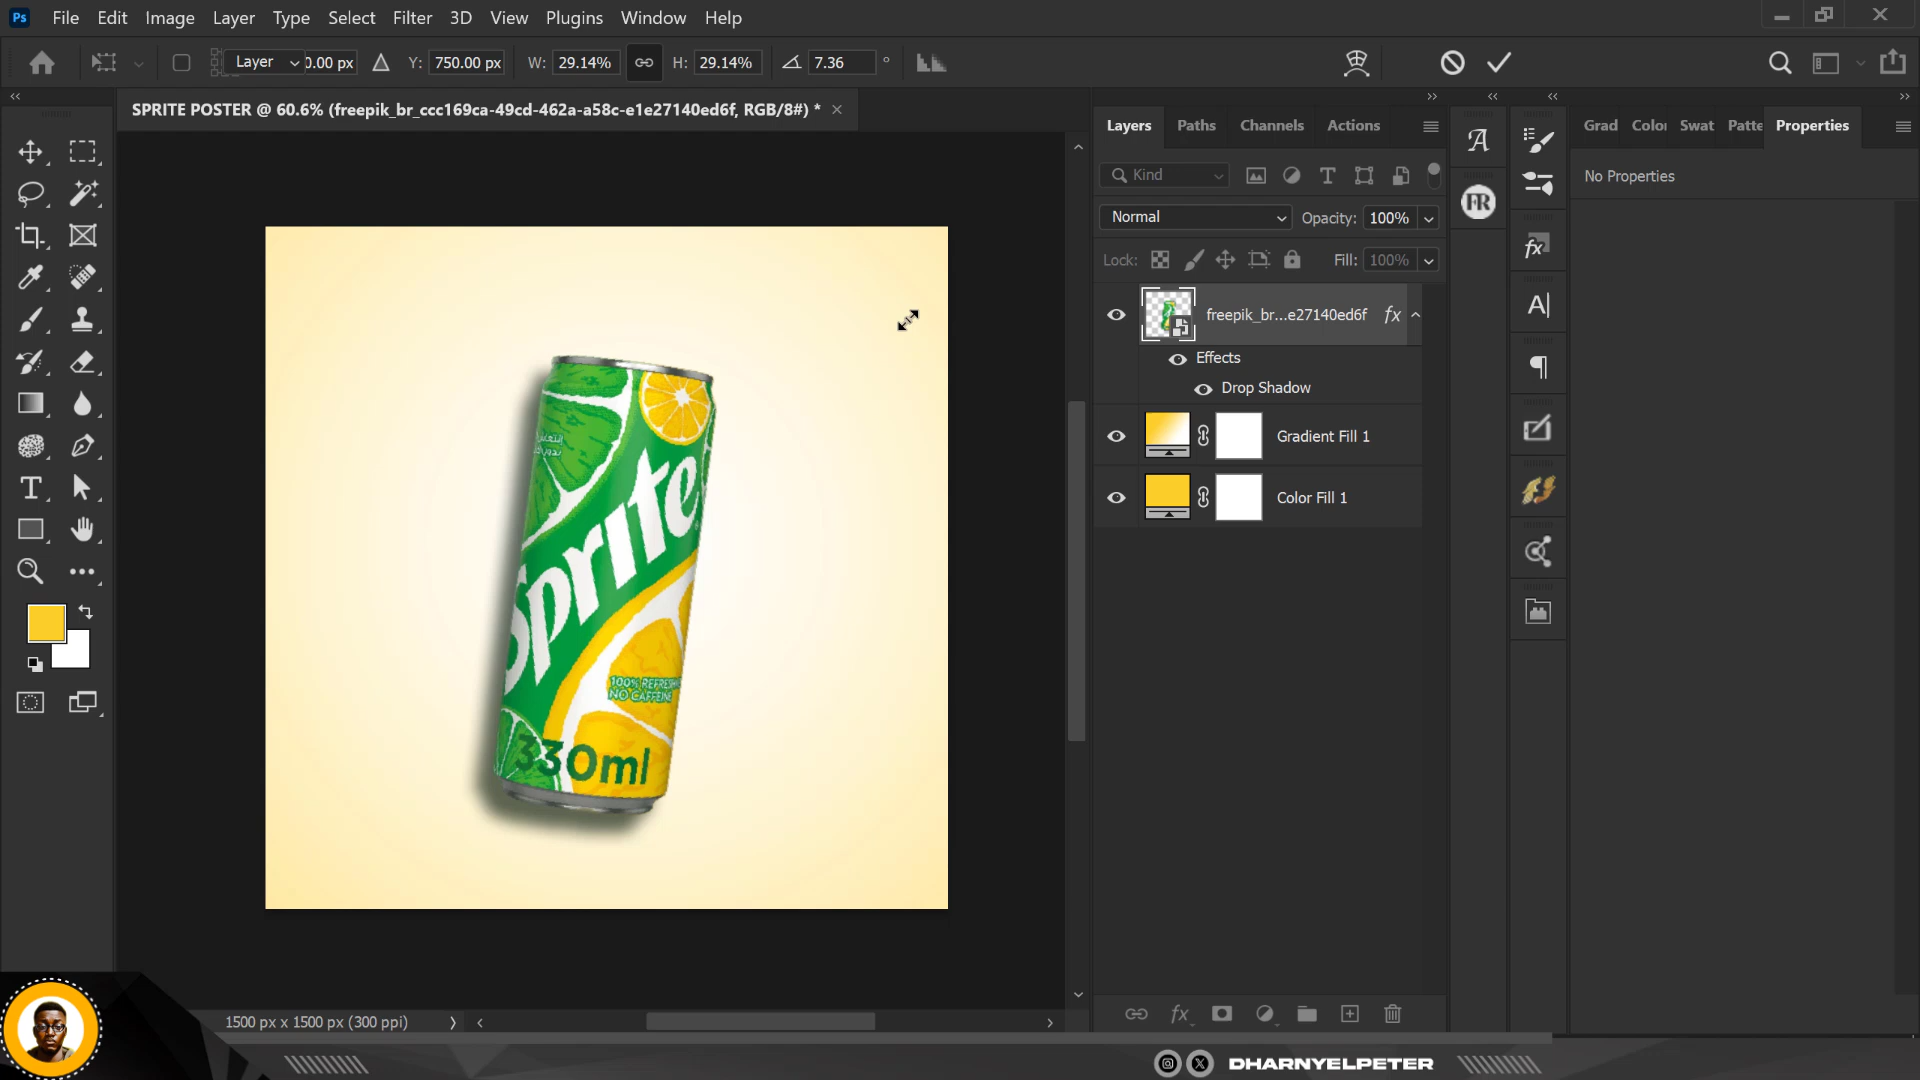 Ps File Edit Image Layer Type Select Filter 3D View Plugins Window Help
Layer 0.00 px Y: 750.00 px W: 29.14% H: 29.14% 7.36 °
SPRITE POSTER @ 60.6% (freepik_br_ccc169ca-49cd-462a-a58c-e1e27140ed6f, RGB/8#) * ×
Layers Paths Channels Actions
Grad Color Swat Patte Properties
Kind
No Properties
FR
Normal Opacity: 100%
Lock: Fill: 100%
freepik_br...e27140ed6f fx
Effects
Drop Shadow
Gradient Fill 1
Color Fill 1
Sprite
100% REFRESH
NO CAFFEINE
330ml
1500 px x 1500 px (300 ppi)
DHARNYELPETER